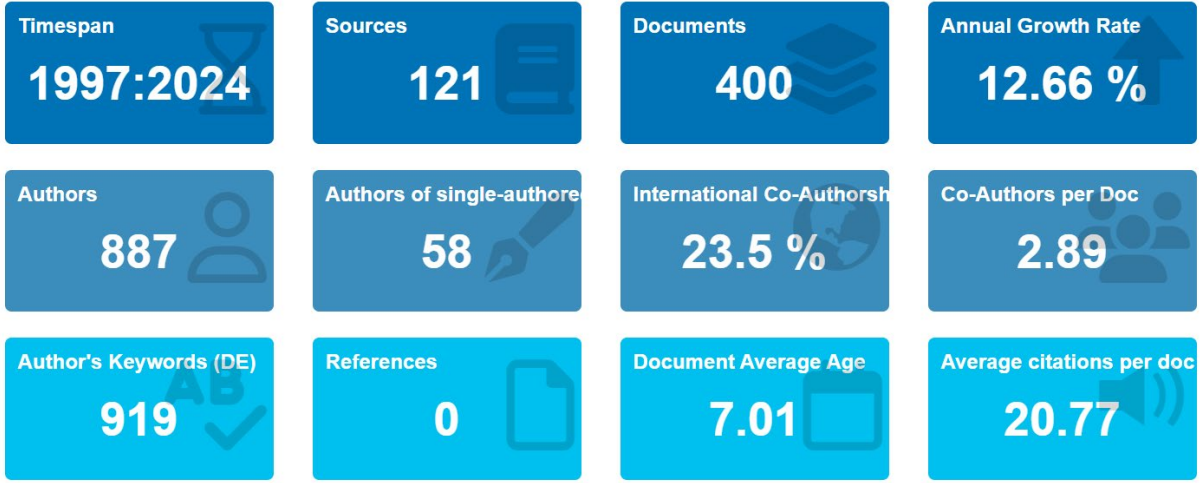 Timespan
1997:2024
Sources
121
Documents
400
Annual Growth Rate
12.66 %
Authors
887
Authors of single-authored
58
International Co-Authorsh
23.5 %
Co-Authors per Doc
2.89
Author's Keywords (DE)
919
References
0
Document Average Age
7.01
Average citations per doc
20.77
AB